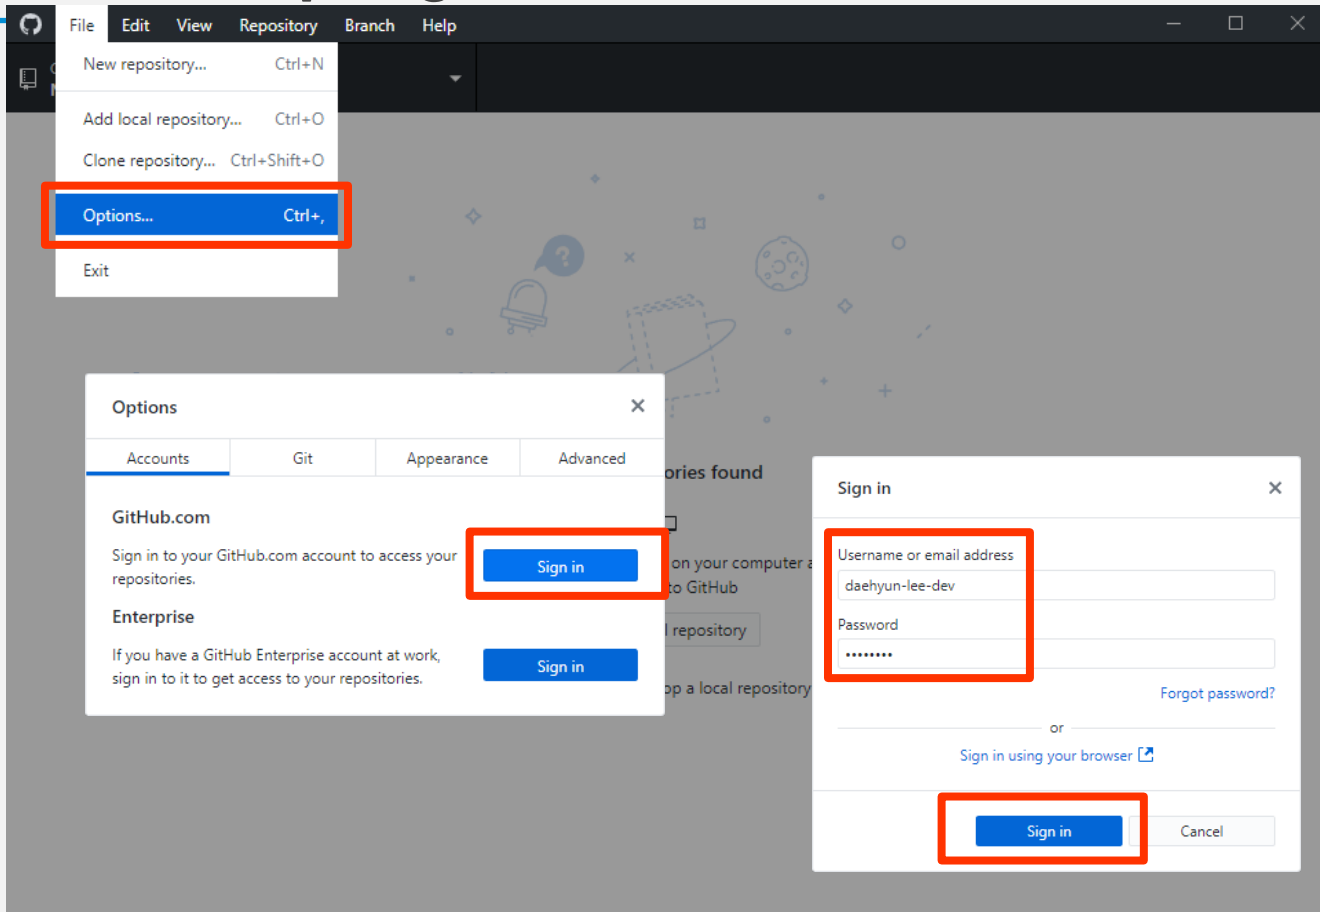 File Edit View Repository Branch Help
New repository... Ctrl+N
Add local repository... Ctrl+O
Clone repository... Ctrl+Shift+O
Options... Ctrl+,
Exit
Options
Accounts Git Appearance Advanced
GitHub.com
Sign in to your GitHub.com account to access your
repositories.
Sign in
Enterprise
If you have a GitHub Enterprise account at work,
sign in to it to get access to your repositories.
Sign in
found
on your computer
to GitHub
repository
a local repository
Sign in
Username or email address
daehyun-lee-dev
Password
••••••••
Forgot password?
or
Sign in using your browser
Sign in Cancel